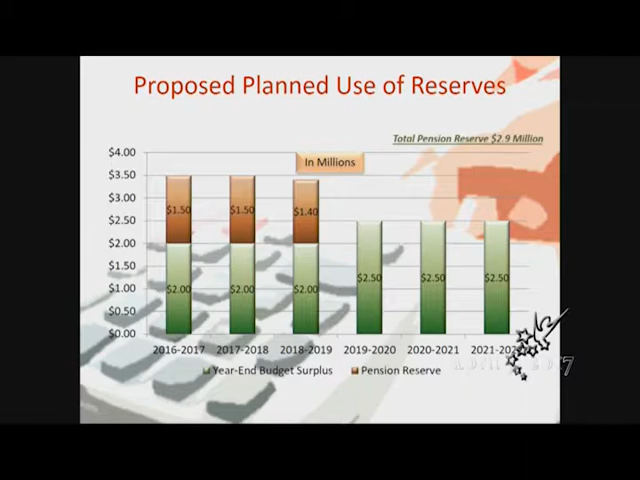 Proposed Planned Use of Reserves
Total Pension Reserve $2.9 Million
In Millions
$4.00
$3.50
$3.00
$2.50
$2.00
$1.50
$1.00
$0.50
$0.00
$1.50 $1.50 $1.40
$2.00 $2.00 $2.00 $2.50 $2.50 $2.50
2016-2017 2017-2018 2018-2019 2019-2020 2020-2021
Year-End Budget Surplus Pension Reserve